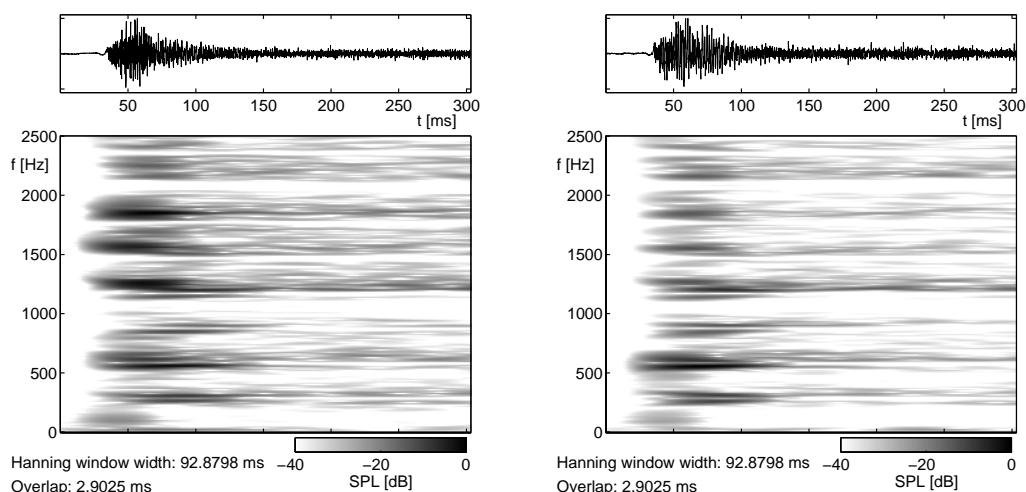 50 100 150 200 250 300
t [ms]
2500
f [Hz]
2000
1500
1000
500
0
Hanning window width: 92.8798 ms
−40 −20 0
Overlap: 2.9025 ms
SPL [dB]
50 100 150 200 250 300
t [ms]
2500
f [Hz]
2000
1500
1000
500
0
Hanning window width: 92.8798 ms
−40 −20 0
Overlap: 2.9025 ms
SPL [dB]